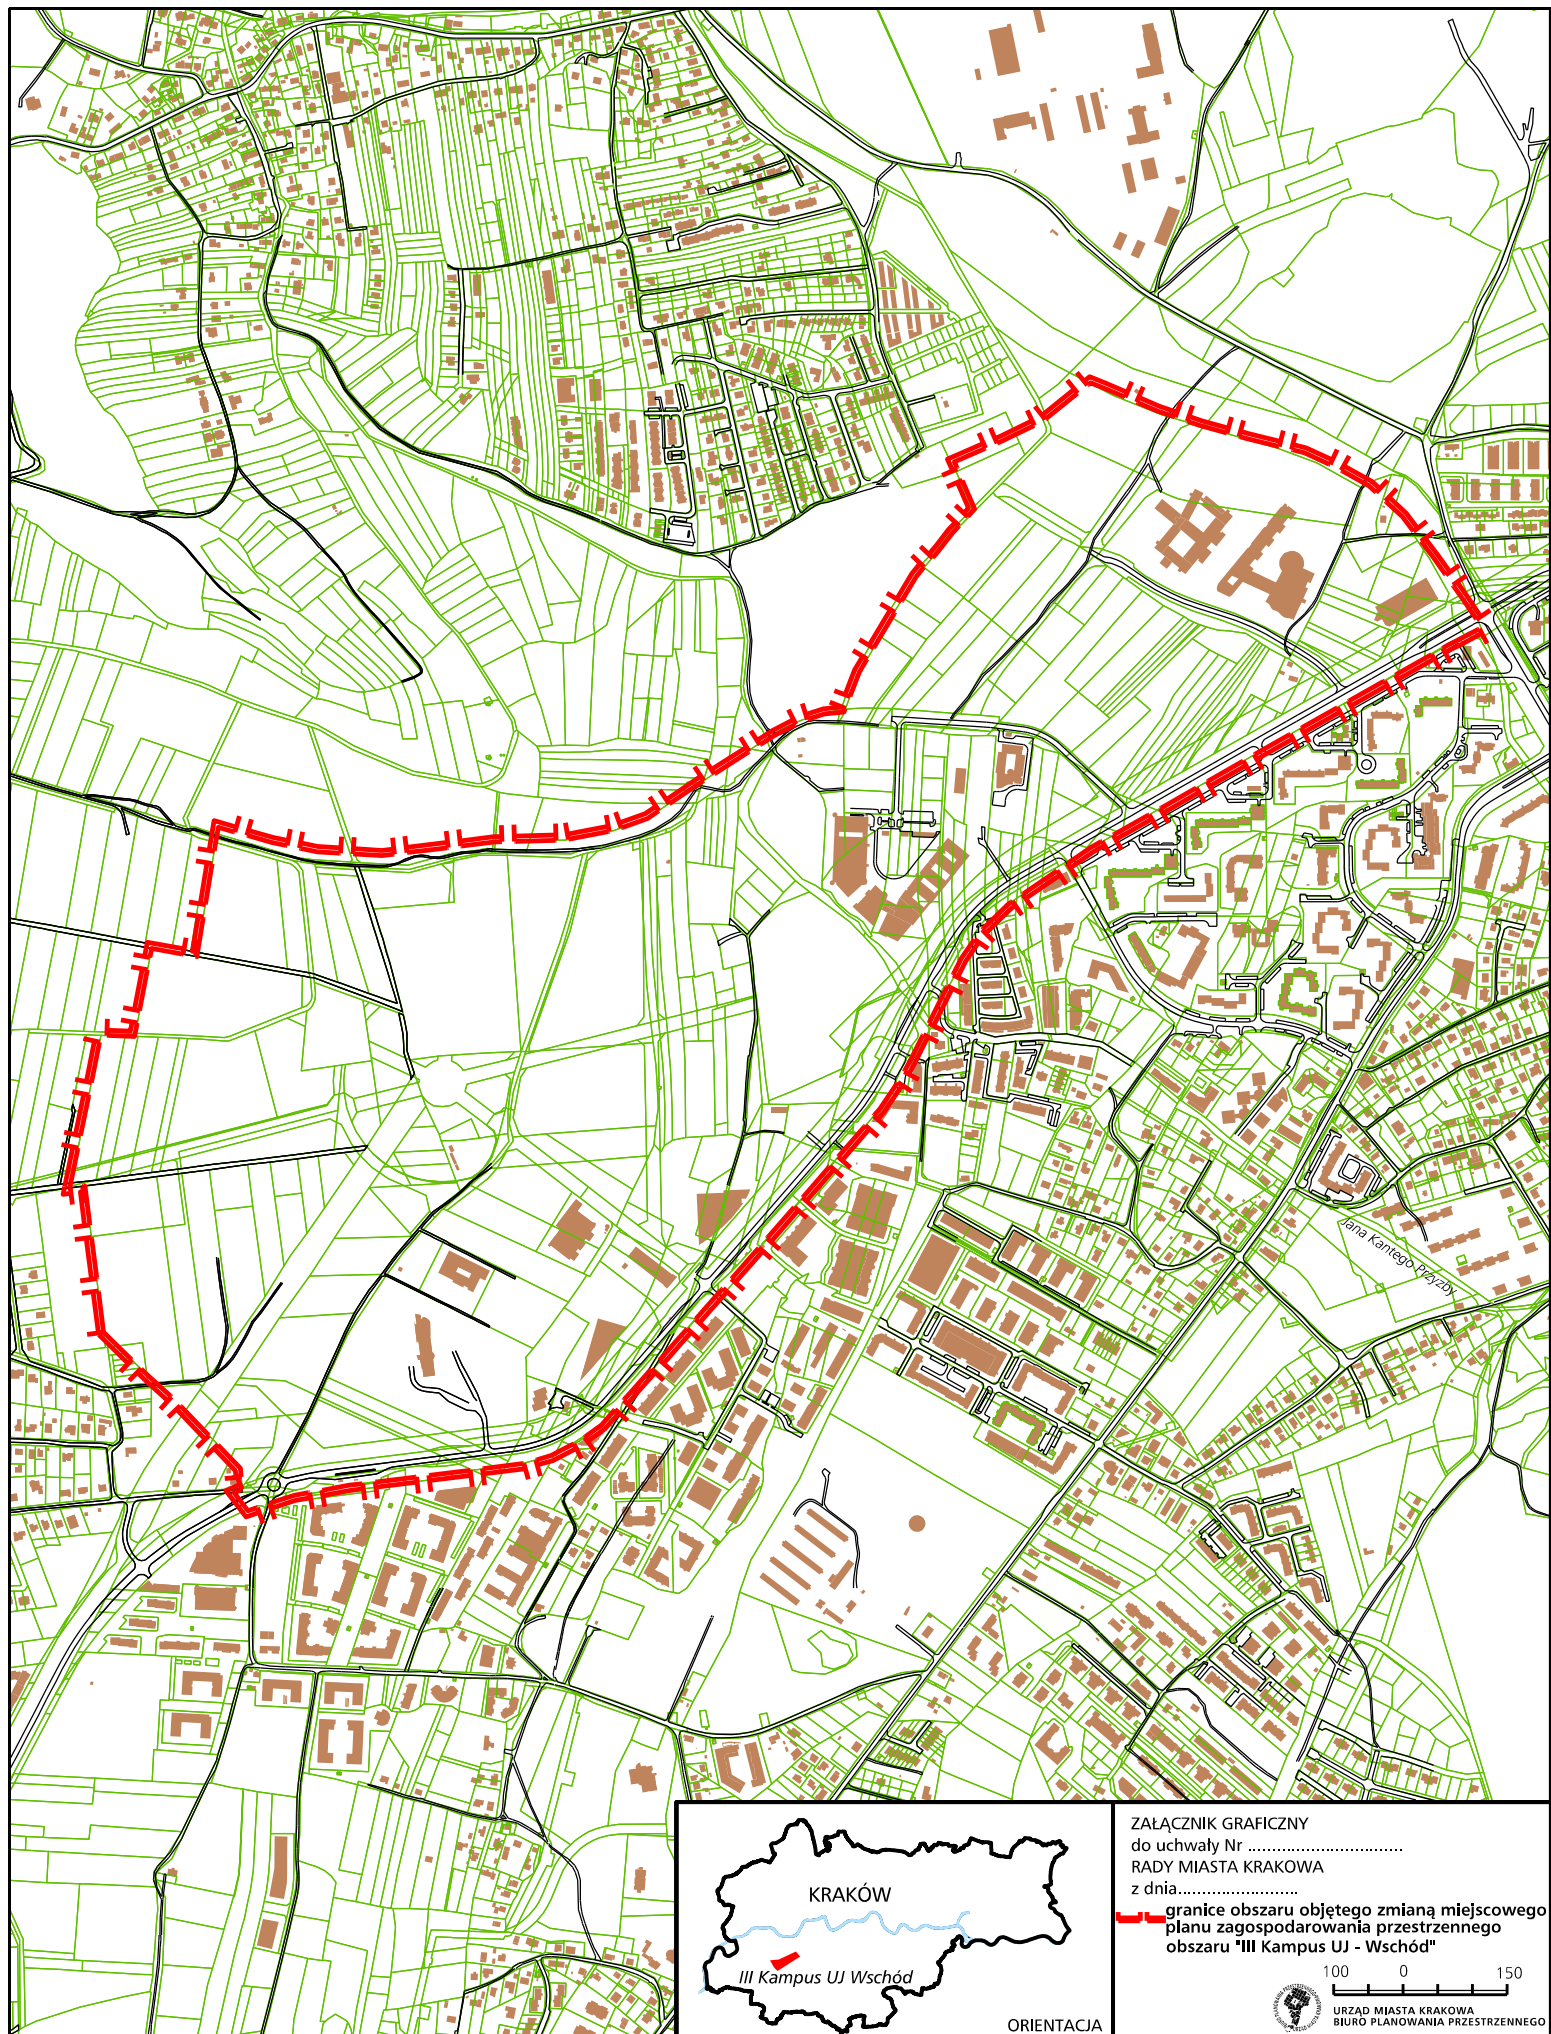 Jana Kantego Przyzby
KRAKÓW
III Kampus UJ Wschód
ORIENTACJA
ZAŁĄCZNIK GRAFICZNY
do uchwały Nr ................................
RADY MIASTA KRAKOWA
z dnia.........................
granice obszaru objętego zmianą miejscowego
planu zagospodarowania przestrzennego
obszaru "III Kampus UJ - Wschód"
100 0 150
URZĄD MIASTA KRAKOWA
BIURO PLANOWANIA PRZESTRZENNEGO